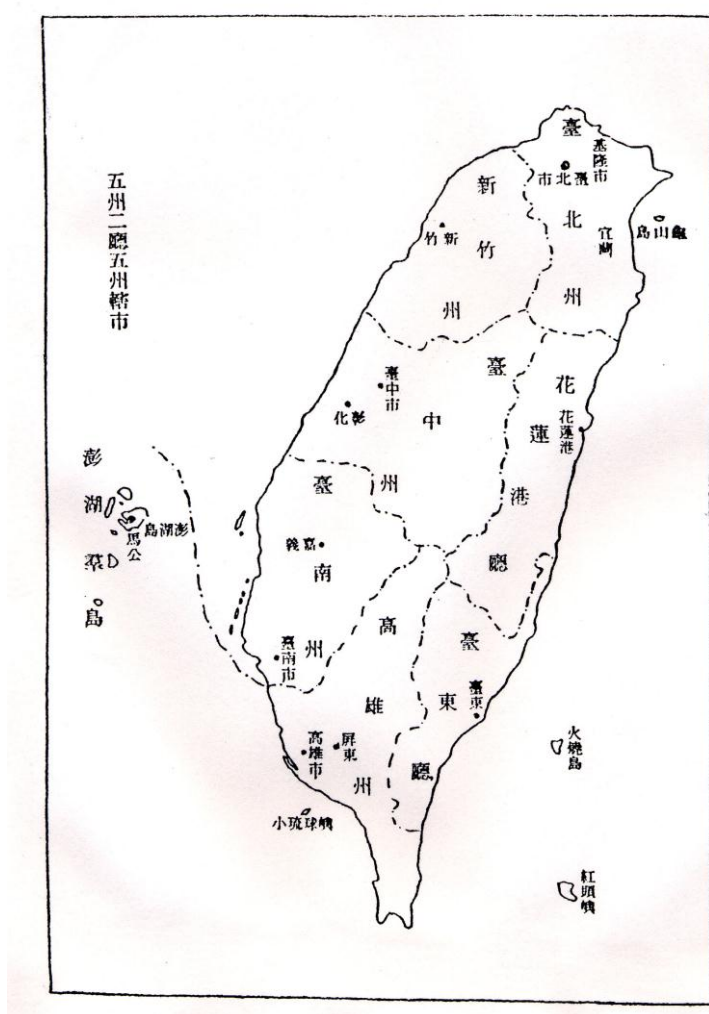 五州二廳五州轄市
臺北州
基隆市
臺北市
宜蘭
龜山島
新竹州
新竹
臺中州
臺中市
彰化
花蓮港廳
花蓮港
臺南州
嘉義
臺南市
澎湖羣島
澎湖島
馬公
高雄州
高雄市
屏東
小琉球嶼
臺東廳
臺東
火燒島
紅頭嶼